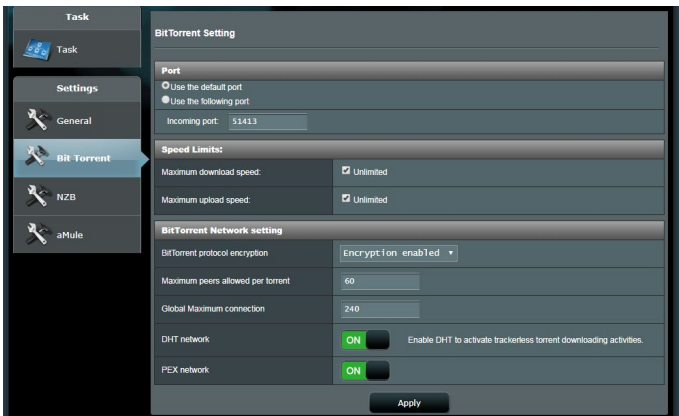 Task
Task
Settings
General
Bit Torrent
NZB
aMule
BitTorrent Setting
Port
Use the default port
Use the following port
Incoming port: 51413
Speed Limits:
Maximum download speed: Unlimited
Maximum upload speed: Unlimited
BitTorrent Network setting
BitTorrent protocol encryption Encryption enabled
Maximum peers allowed per torrent 60
Global Maximum connection 240
DHT network ON Enable DHT to activate trackerless torrent downloading activities.
PEX network ON
Apply